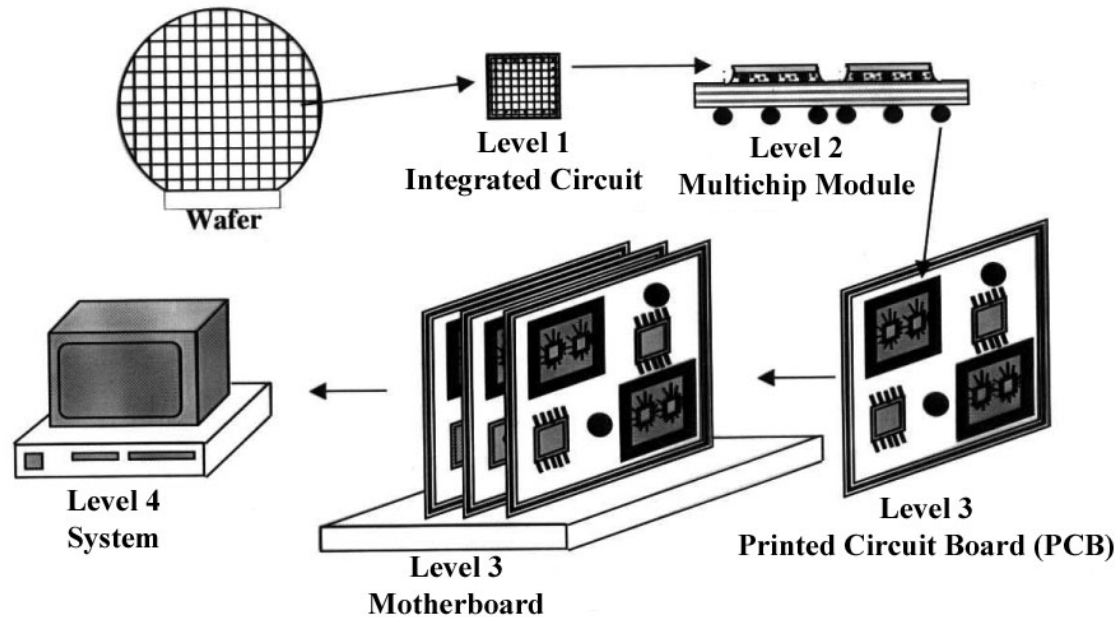 Wafer
Level 1
Integrated Circuit
Level 2
Multichip Module
Level 3
Printed Circuit Board (PCB)
Level 3
Motherboard
Level 4
System